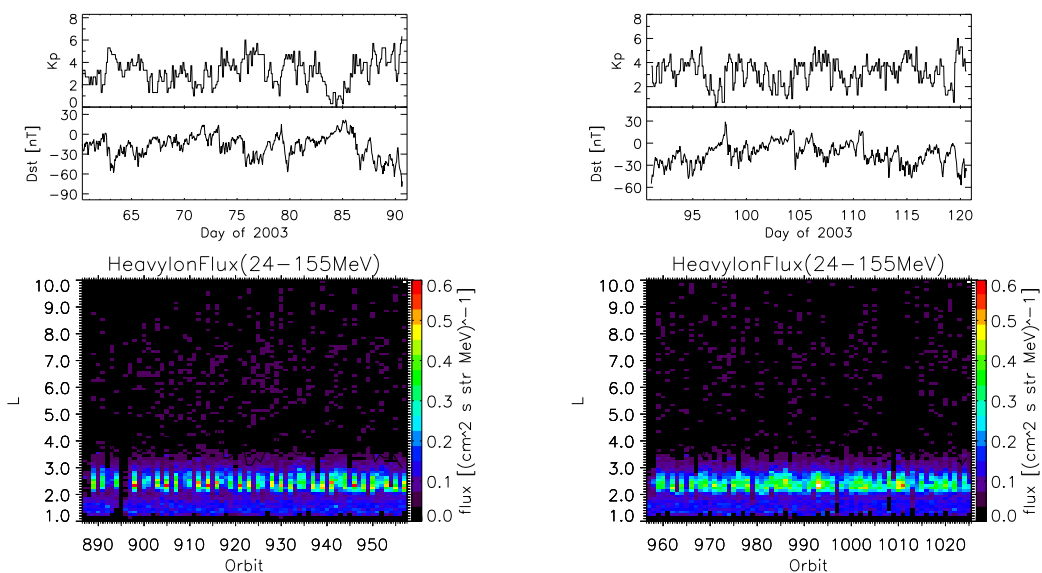 8
6
4
2
0
Kp
30
0
−30
−60
−90
Dst [nT]
65 70 75 80 85 90
Day of 2003
HeavyIonFlux(24−155MeV)
10.0
9.0
8.0
7.0
6.0
5.0
4.0
3.0
2.0
1.0
L
890 900 910 920 930 940 950
Orbit
0.6
0.5
0.4
0.3
0.2
0.1
0.0
flux [(cm^2 s str MeV)^−1]
8
6
4
2
Kp
30
0
−30
−60
Dst [nT]
95 100 105 110 115 120
Day of 2003
HeavyIonFlux(24−155MeV)
10.0
9.0
8.0
7.0
6.0
5.0
4.0
3.0
2.0
1.0
L
960 970 980 990 1000 1010 1020
Orbit
0.6
0.5
0.4
0.3
0.2
0.1
0.0
flux [(cm^2 s str MeV)^−1]